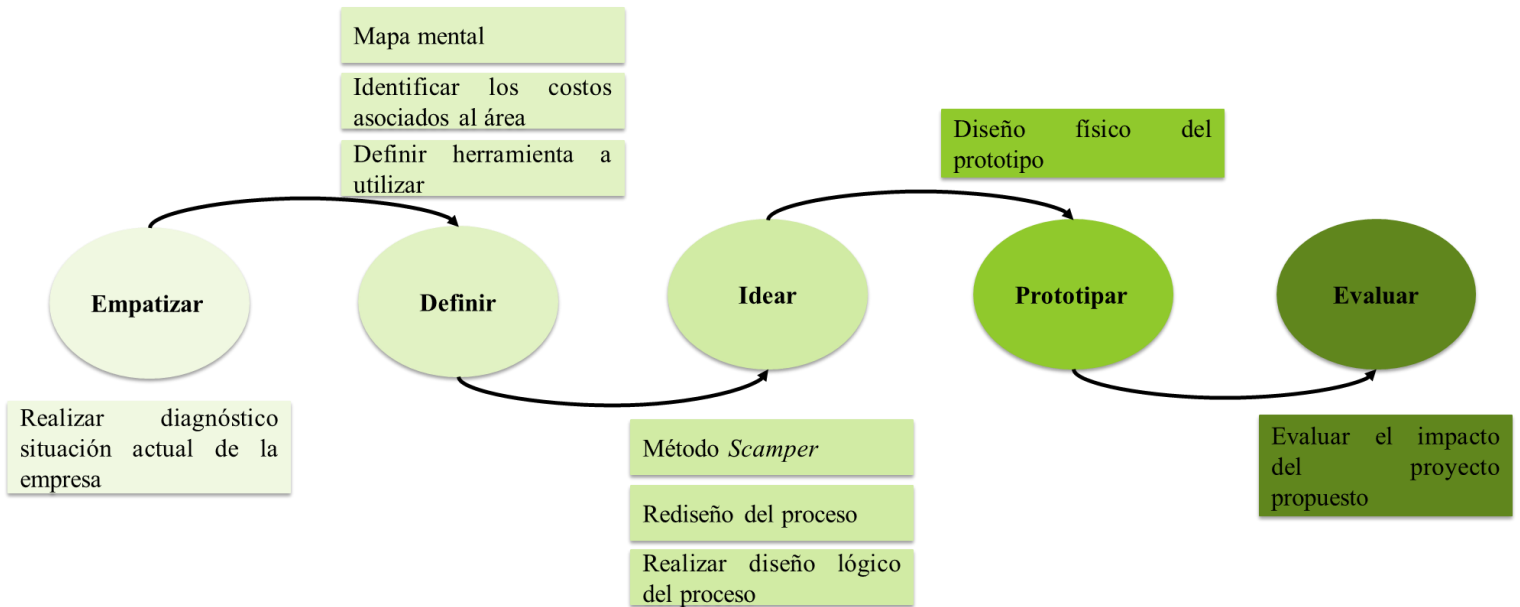 Mapa mental
Identificar los costos
asociados al área
Definir herramienta a
utilizar
Diseño físico del
prototipo
Empatizar
Definir
Idear
Prototipar
Evaluar
Realizar diagnóstico
situación actual de la
empresa
Método Scamper
Rediseño del proceso
Realizar diseño lógico
del proceso
Evaluar el impacto
del proyecto
propuesto